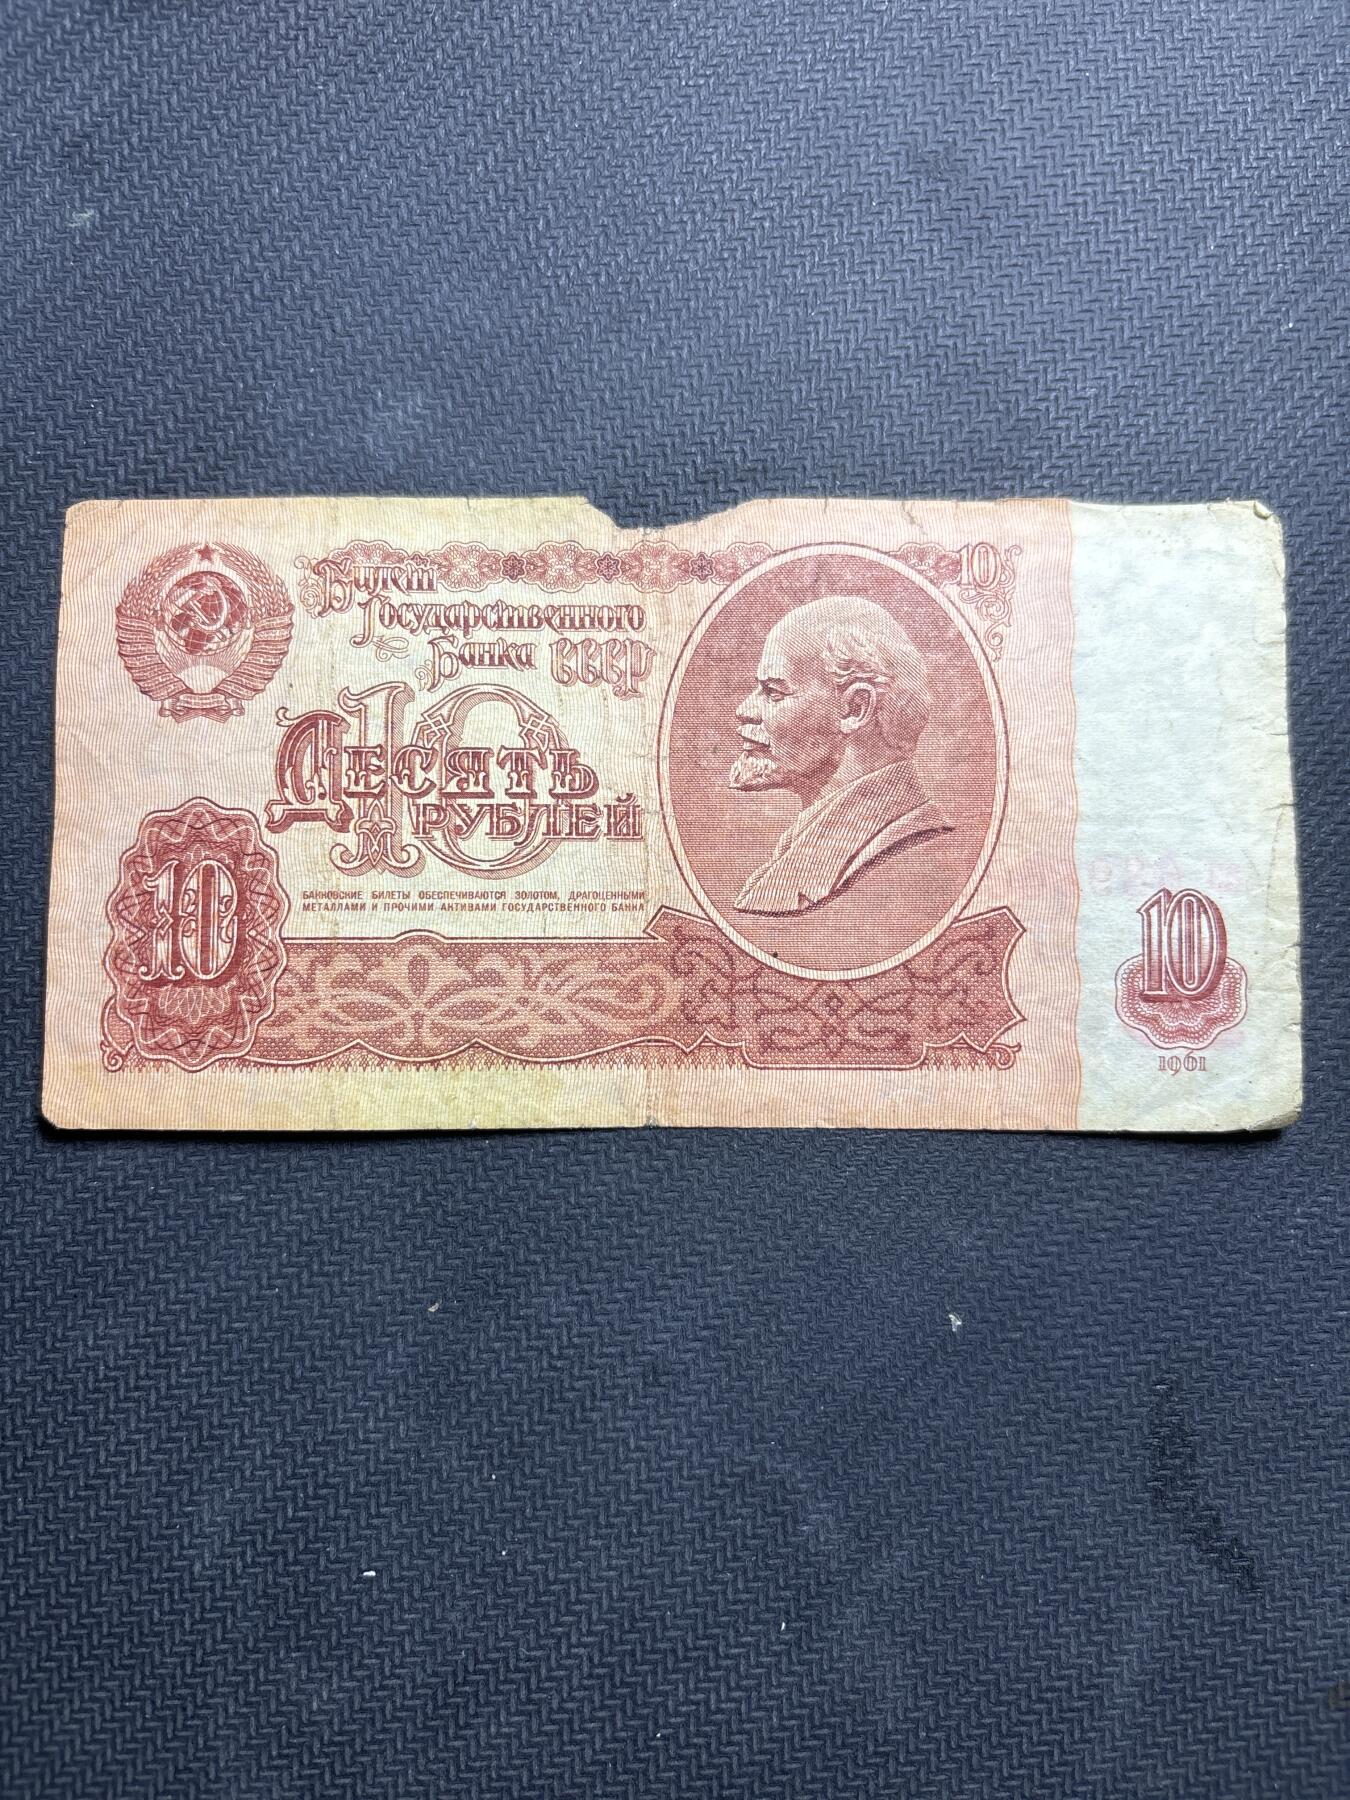 Билет
Государственного
Банка СССР
10
10
Десять
рублей
БАНКОВСКИЕ БИЛЕТЫ ОБЕСПЕЧИВАЮТСЯ ЗОЛОТОМ, ДРАГОЦЕННЫМИ
МЕТАЛЛАМИ И ПРОЧИМИ АКТИВАМИ ГОСУДАРСТВЕННОГО БАНКА
10
10
1961